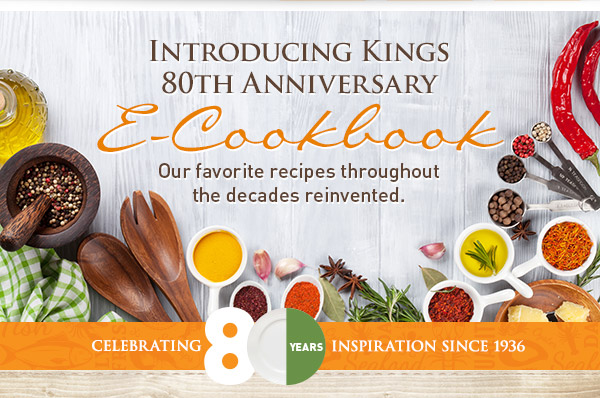 INTRODUCING KINGS
80TH ANNIVERSARY
E-Cookbook
Our favorite recipes throughout
the decades reinvented.
CELEBRATING 80 YEARS INSPIRATION SINCE 1936